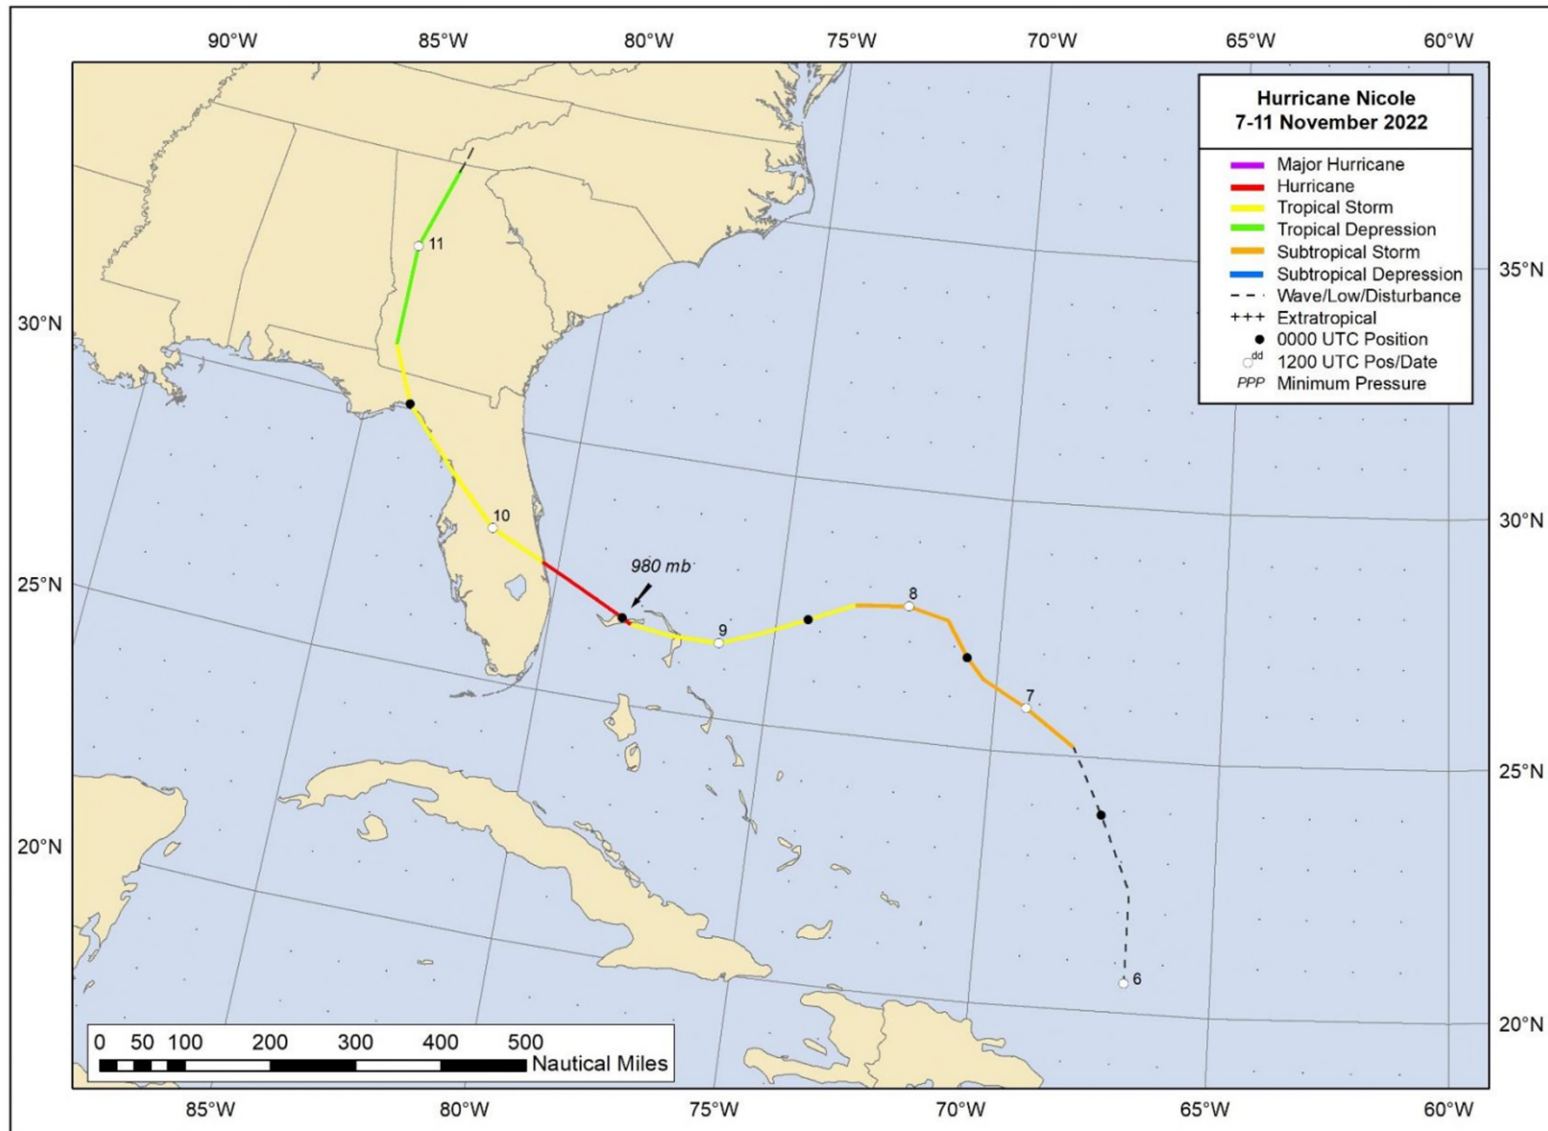 90°W 85°W 80°W 75°W 70°W 65°W 60°W
Hurricane Nicole
7-11 November 2022
Major Hurricane
Hurricane
Tropical Storm
Tropical Depression
Subtropical Storm
Subtropical Depression
Wave/Low/Disturbance
+++ Extratropical
0000 UTC Position
dd 1200 UTC Pos/Date
PPP Minimum Pressure
11
35°N
30°N
10
980 mb
9
8
7
6
30°N
25°N
25°N
20°N
20°N
0 50 100 200 300 400 500
Nautical Miles
85°W 80°W 75°W 70°W 65°W 60°W